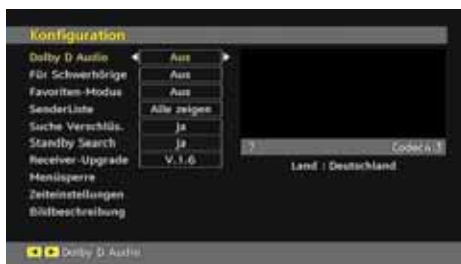 Konfiguration
Dolby D Audio Aus
Für Schwerhörige Aus
Favoriten-Modus Aus
SenderListe Alle zeigen
Suche Verschlüs. Ja
Standby Search Ja
Receiver-Upgrade V.1.6
Menüsperre
Zeiteinstellungen
Bildbeschreibung
?
Land : Deutschland
Dolby D Audio